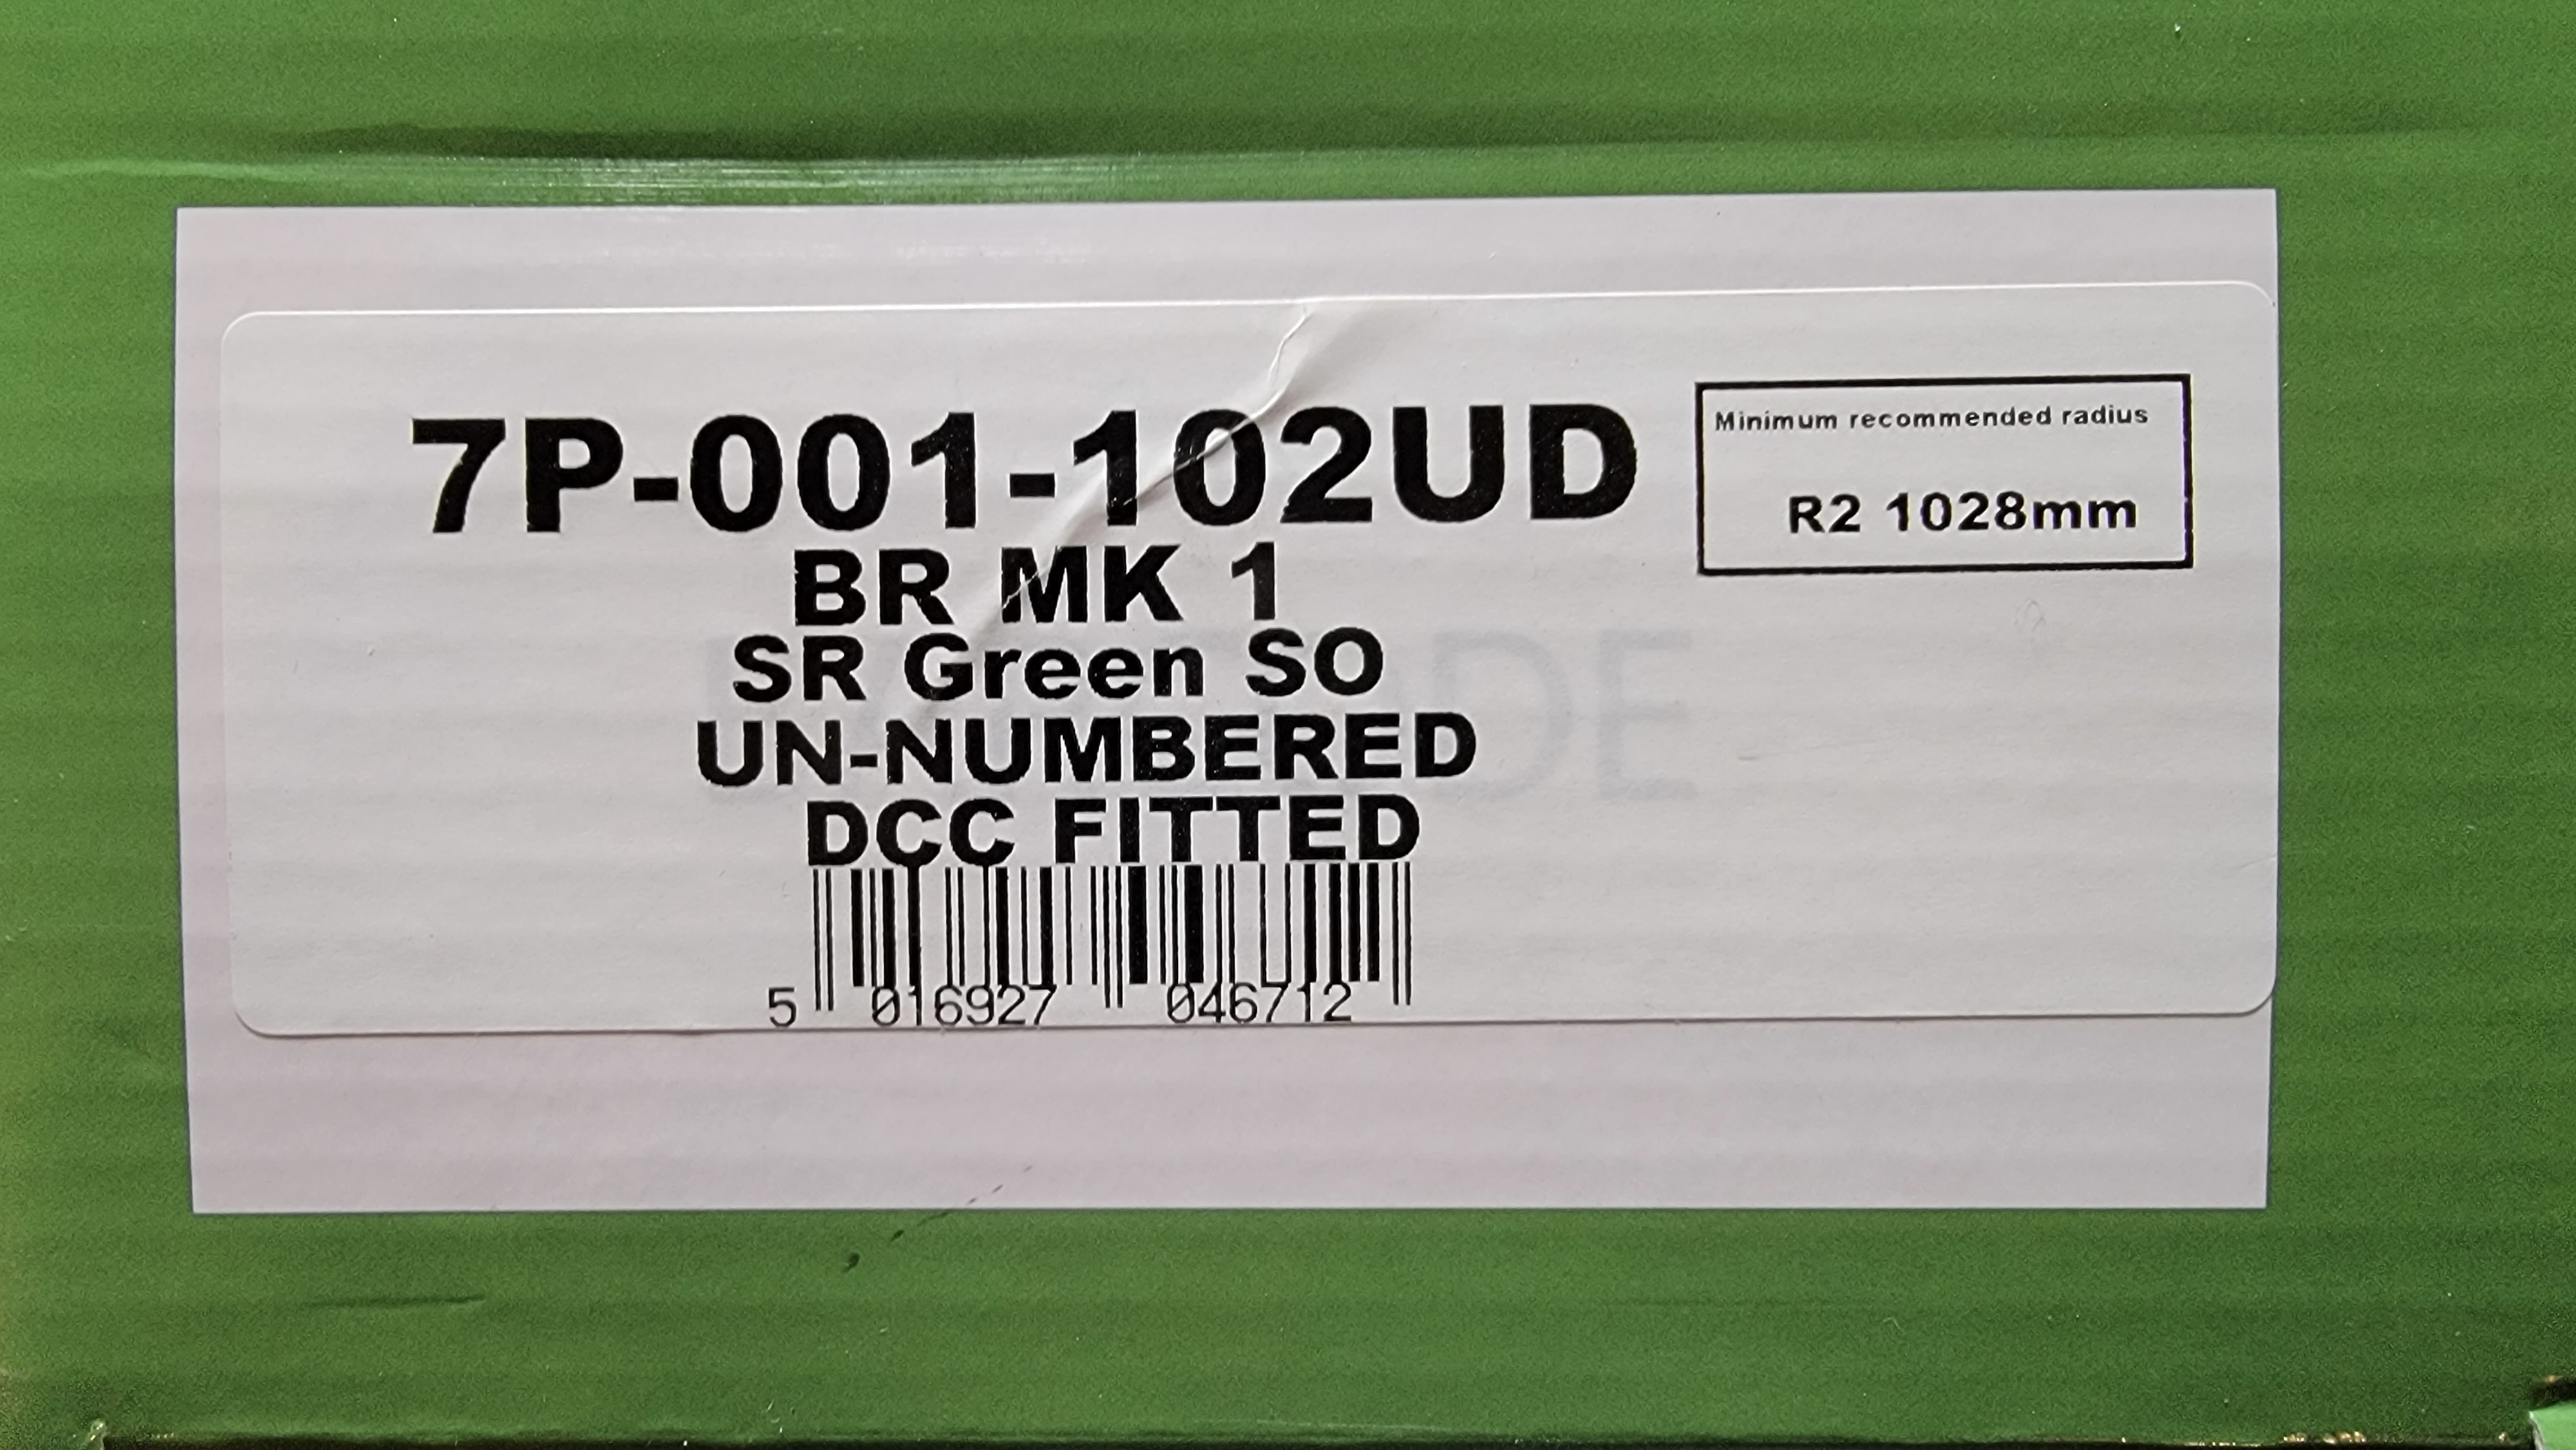 7P-001-102UD
Minimum recommended radius
R2 1028mm
BR MK 1
SR Green SO
UN-NUMBERED
DCC FITTED
5 016927 046712